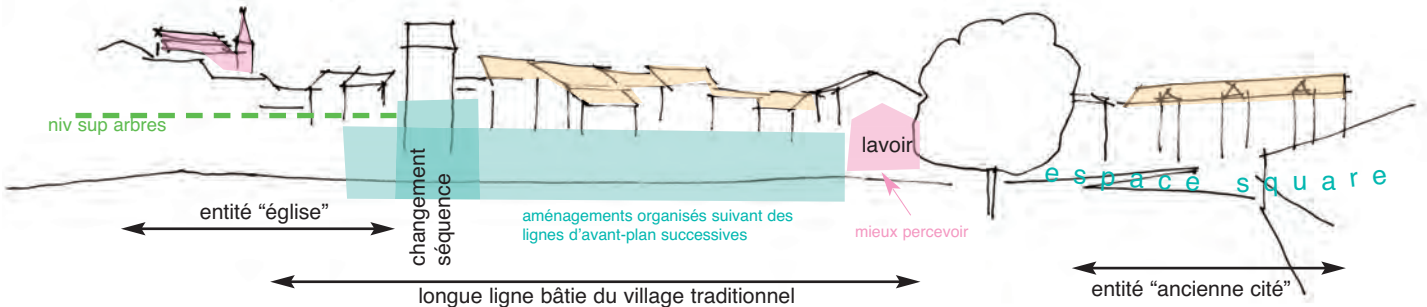 niv sup arbres
entité “église”
changement
séquence
aménagements organisés suivant des
lignes d’avant-plan successives
lavoir
mieux percevoir
espace square
longue ligne bâtie du village traditionnel
entité “ancienne cité”